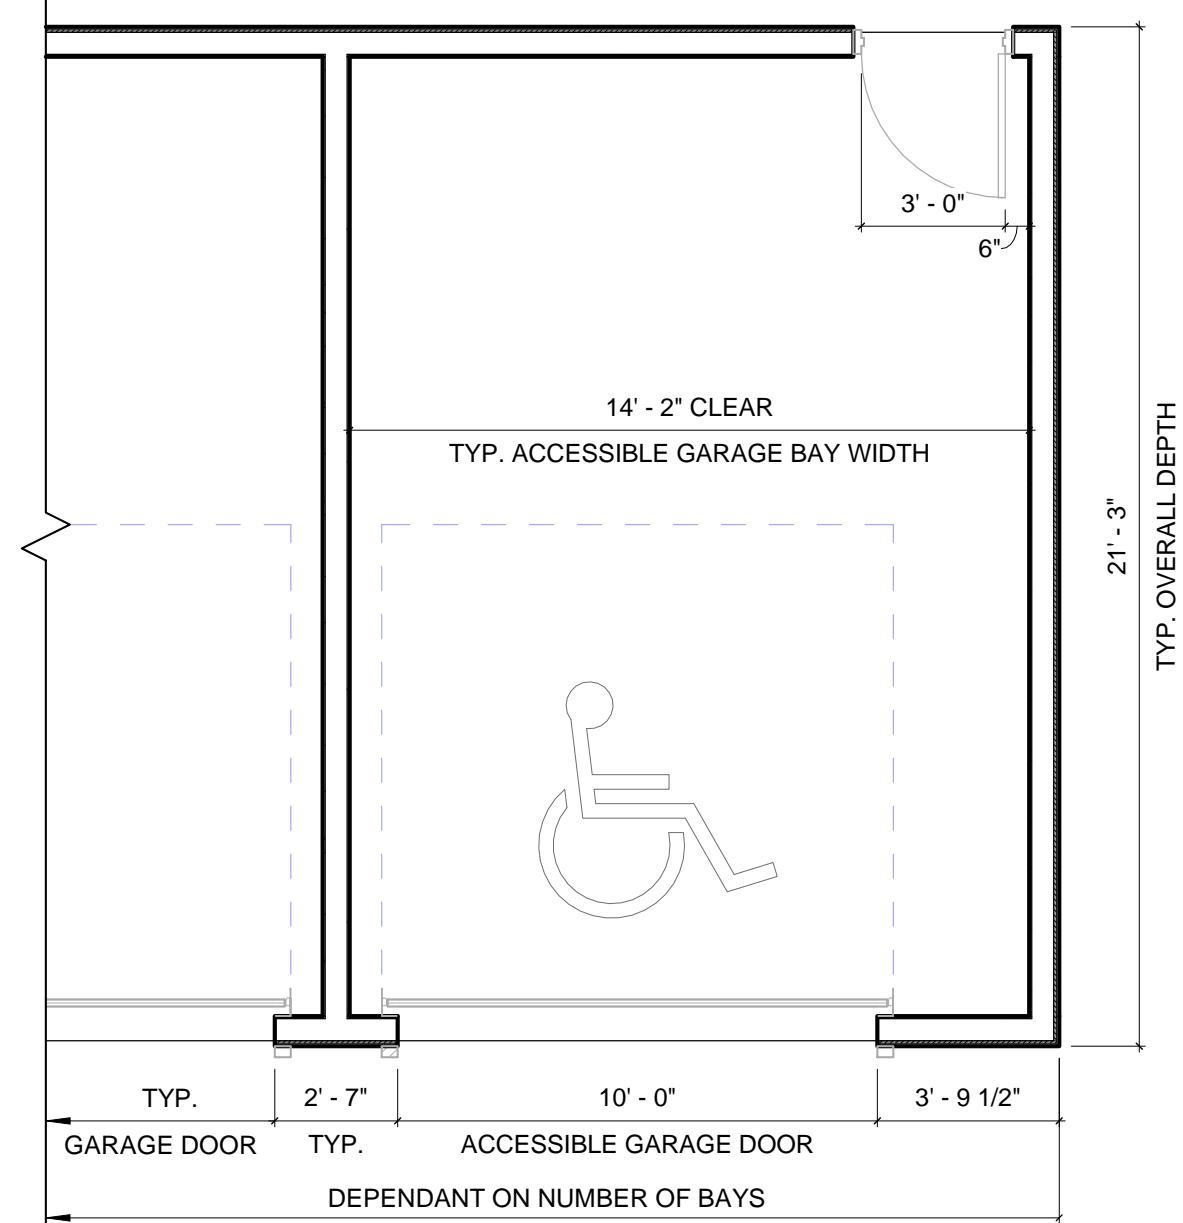 3' - 0"
6"
14' - 2" CLEAR
TYP. ACCESSIBLE GARAGE BAY WIDTH
21' - 3"
TYP. OVERALL DEPTH
TYP.
GARAGE DOOR
2' - 7"
TYP.
10' - 0"
ACCESSIBLE GARAGE DOOR
3' - 9 1/2"
DEPENDANT ON NUMBER OF BAYS